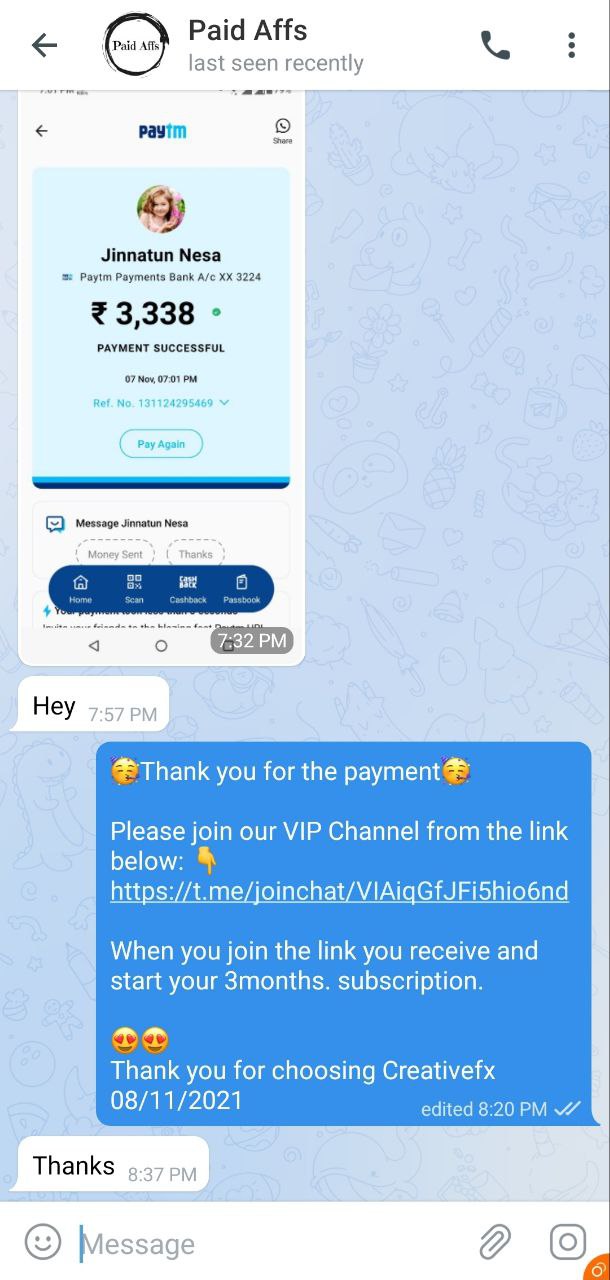 Paid Affs
Paid Affs
last seen recently
paytm
Share
Jinnatun Nesa
Paytm Payments Bank A/c XX 3224
₹ 3,338
PAYMENT SUCCESSFUL
07 Nov, 07:01 PM
Ref. No. 131124295469
Pay Again
Message Jinnatun Nesa
Money Sent Thanks
Home Scan CASH BACK Cashback Passbook
7:32 PM
Hey 7:57 PM
🥳Thank you for the payment🥳
Please join our VIP Channel from the link
below: 👇
https://t.me/joinchat/VIAiqGfJFi5hio6nd
When you join the link you receive and
start your 3months. subscription.
😍😍
Thank you for choosing Creativefx
08/11/2021
edited 8:20 PM
Thanks 8:37 PM
Message